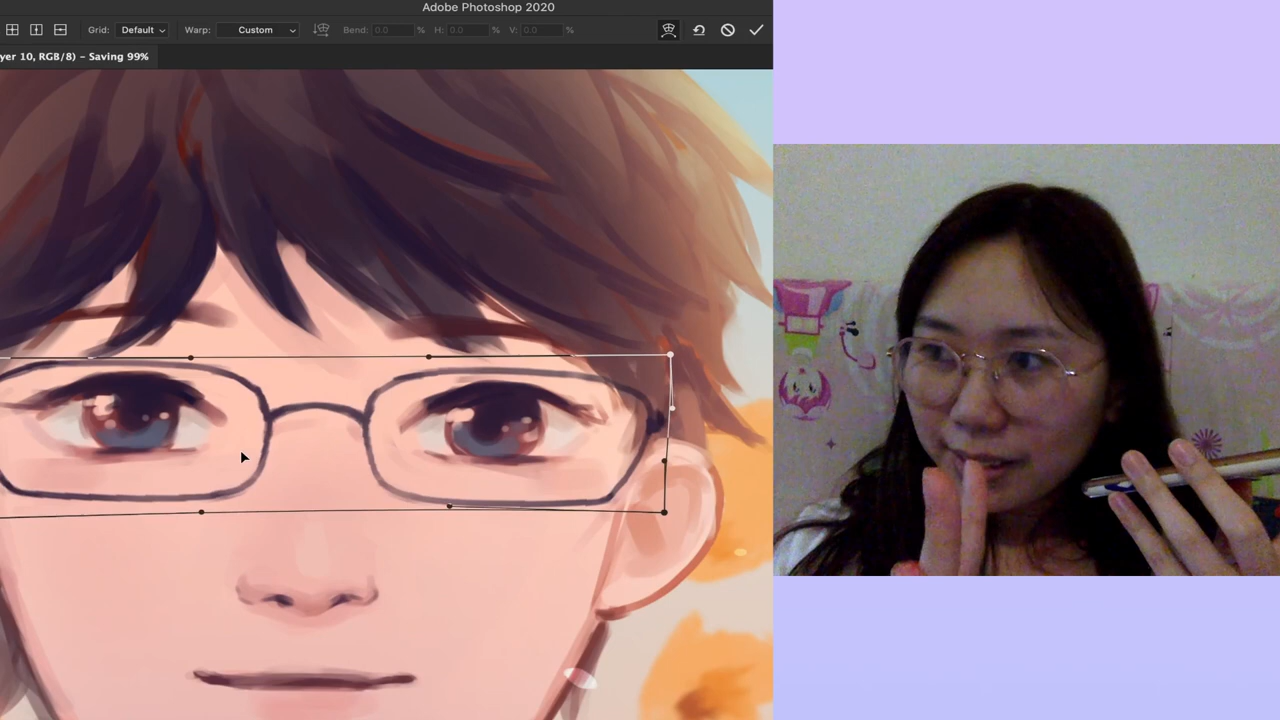 Adobe Photoshop 2020
Grid: Default Warp: Custom Bend: 0.0 % H: 0.0 % V: 0.0 %
yer 10, RGB/8) – Saving 99%